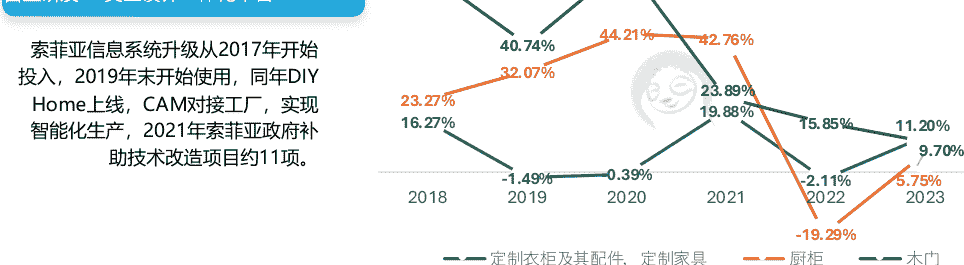 索菲亚信息系统升级从2017年开始
投入，2019年末开始使用，同年DIY
Home上线，CAM对接工厂，实现
智能化生产，2021年索菲亚政府补
助技术改造项目约11项。
44.21%
42.76%
40.74%
32.07%
23.27%
23.89%
16.27%
19.88%
15.85%
11.20%
9.70%
-1.49%
0.39%
-2.11%
5.75%
2018 2019 2020 2021 2022 2023
-19.29%
定制衣柜及其配件，定制家具 厨柜 木门